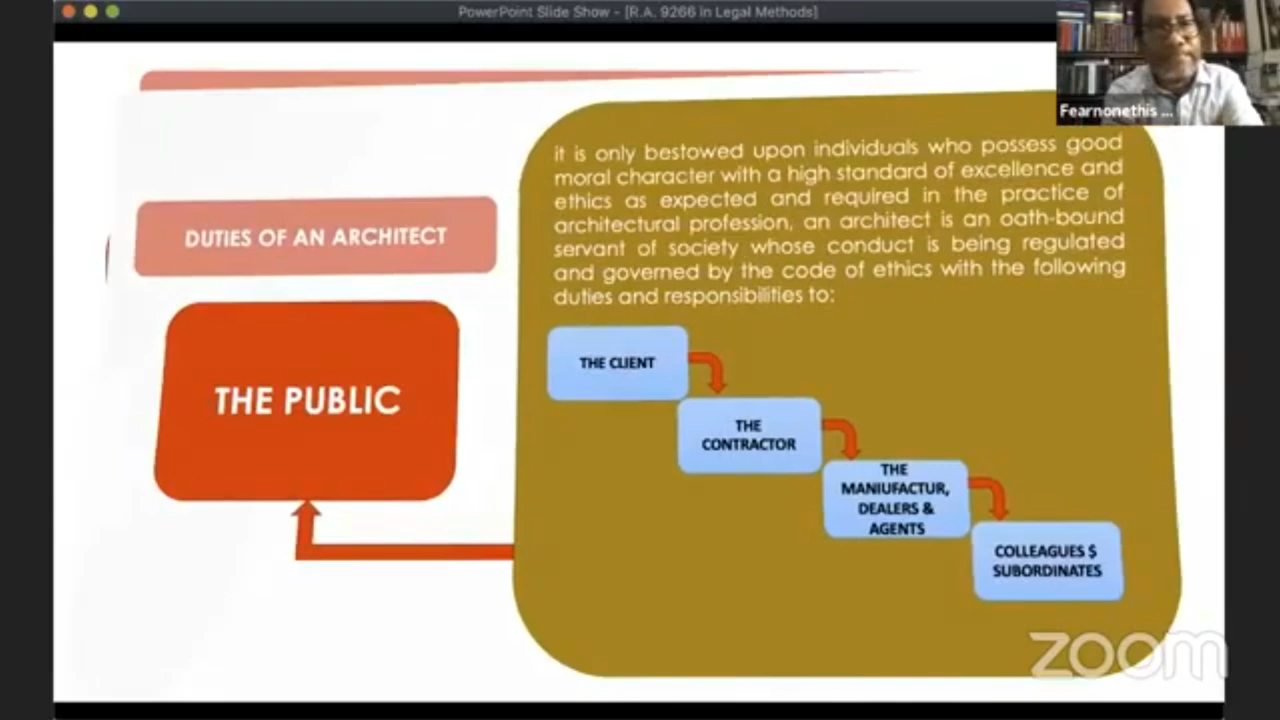 PowerPoint Slide Show - [R.A. 9266 in Legal Methods]
Fearnonethis ...
DUTIES OF AN ARCHITECT
THE PUBLIC
it is only bestowed upon individuals who possess good
moral character with a high standard of excellence and
ethics as expected and required in the practice of
architectural profession, an architect is an oath-bound
servant of society whose conduct is being regulated
and governed by the code of ethics with the following
duties and responsibilities to:
THE CLIENT
THE
CONTRACTOR
THE
MANIUFACTUR,
DEALERS &
AGENTS
COLLEAGUES $
SUBORDINATES
zoom